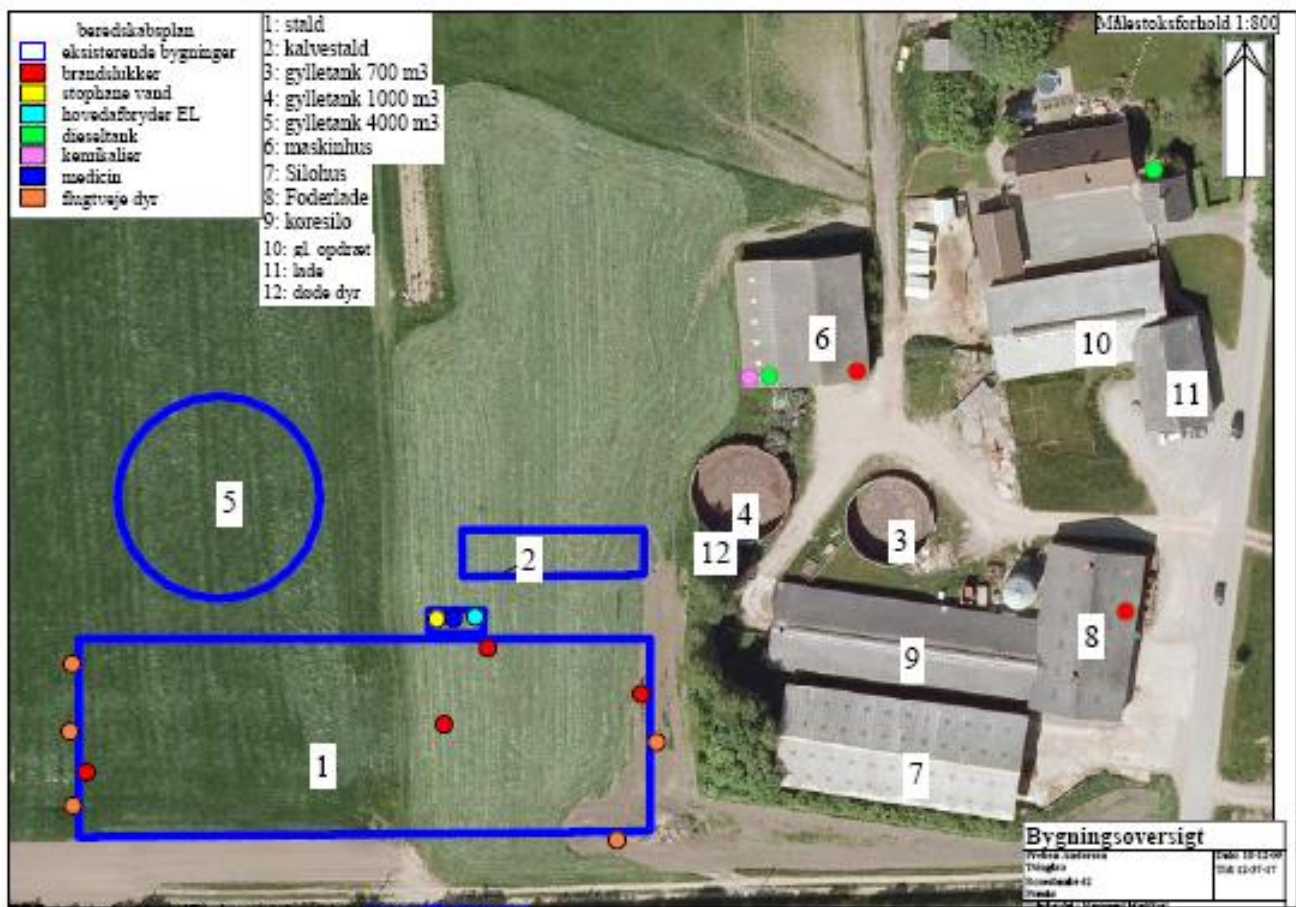 beredskabsplan
eksisterende bygninger
brandslukker
stophane vand
hovedafbryder EL
dieseltank
kemikalier
medicin
flugtveje dyr
1: stald
2: kalvestald
3: gylletank 700 m3
4: gylletank 1000 m3
5: gylletank 4000 m3
6: maskinhus
7: Silohus
8: Foderlade
9: køresilo
10: gl. opdræt
11: lade
12: døde dyr
Målestoksforhold 1:800
6
10
11
5
4
3
2
12
8
9
1
7
Bygningsoversigt